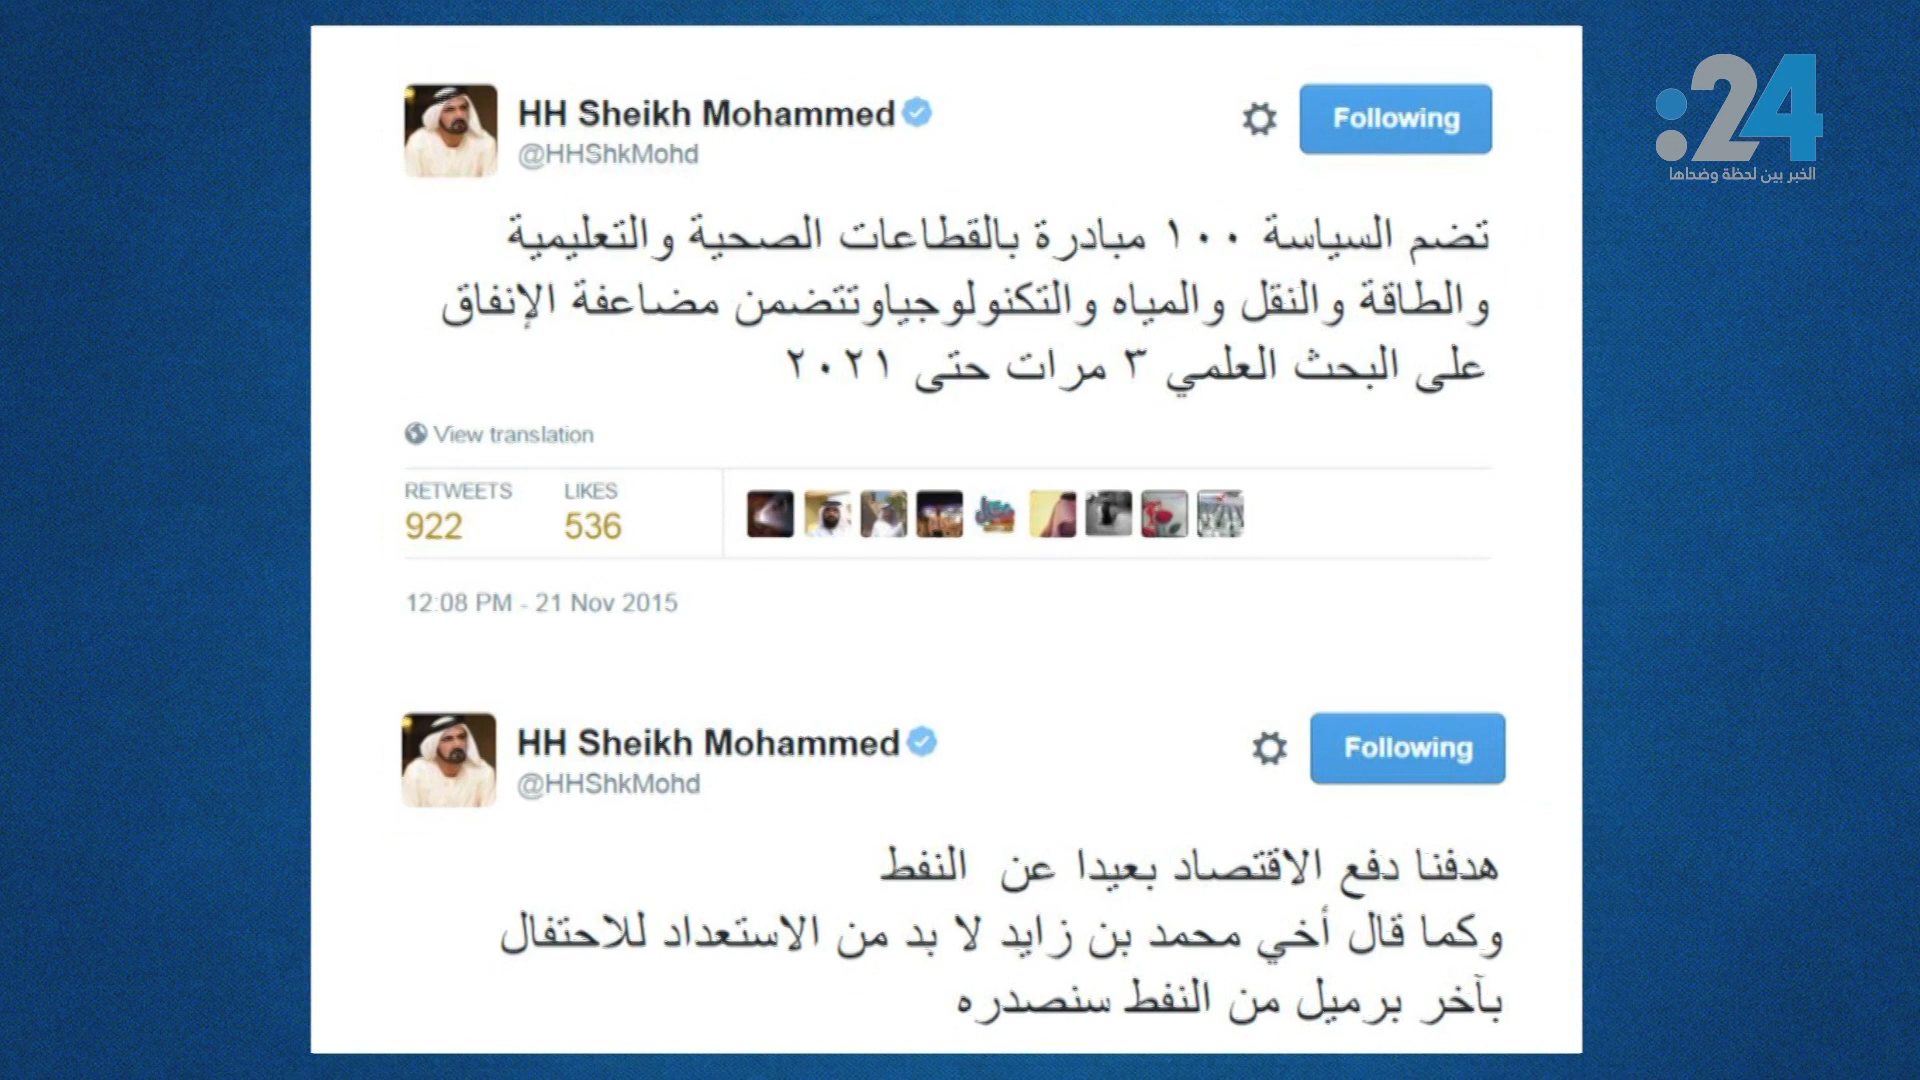 :24
الخبر بين لحظة وضحاها
HH Sheikh Mohammed
@HHShkMohd
Following
تضم السياسة ١٠٠ مبادرة بالقطاعات الصحية والتعليمية
والطاقة والنقل والمياه والتكنولوجياوتتضمن مضاعفة الإنفاق
على البحث العلمي ٣ مرات حتى ٢٠٢١
View translation
RETWEETS LIKES
922 536
12:08 PM - 21 Nov 2015
HH Sheikh Mohammed
@HHShkMohd
Following
هدفنا دفع الاقتصاد بعيدا عن النفط
وكما قال أخي محمد بن زايد لا بد من الاستعداد للاحتفال
بآخر برميل من النفط سنصدره